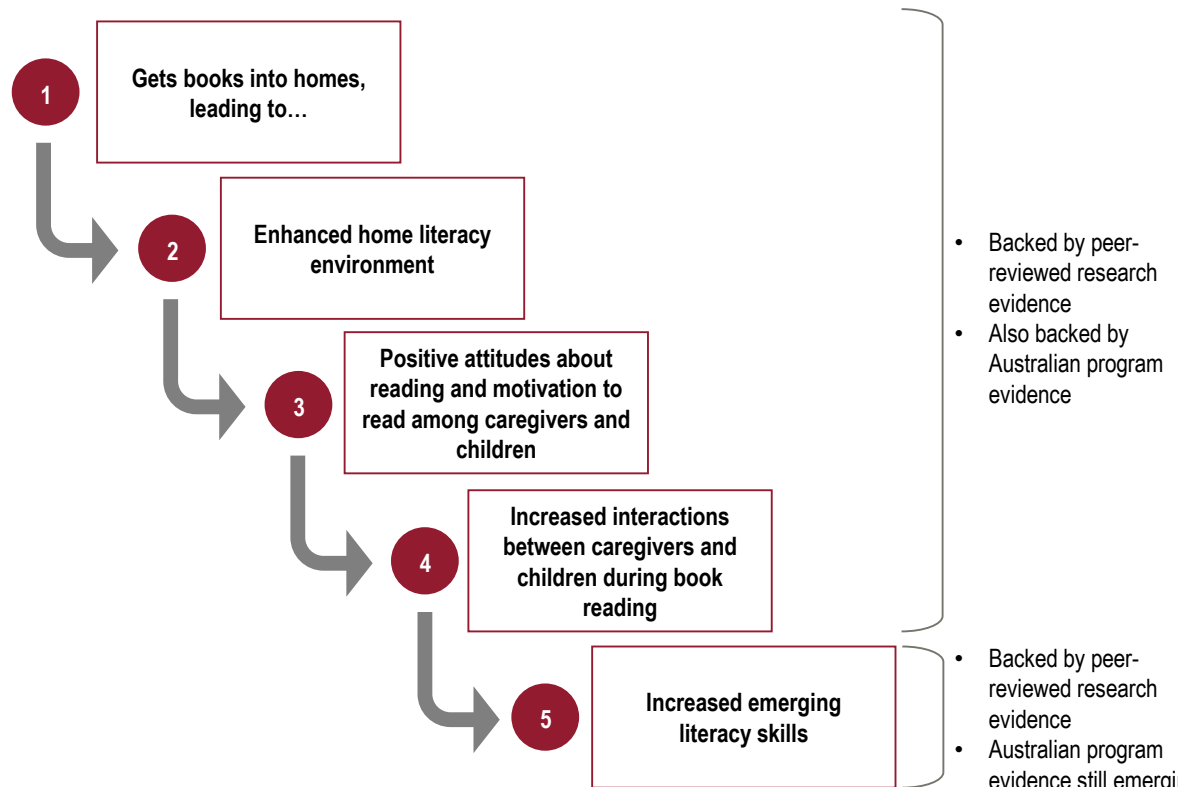 1
Gets books into homes,
leading to…
2
Enhanced home literacy
environment
3
Positive attitudes about
reading and motivation to
read among caregivers and
children
4
Increased interactions
between caregivers and
children during book
reading
• Backed by peer-
reviewed research
evidence
• Also backed by
Australian program
evidence
5
Increased emerging
literacy skills
• Backed by peer-
reviewed research
evidence
• Australian program
evidence still